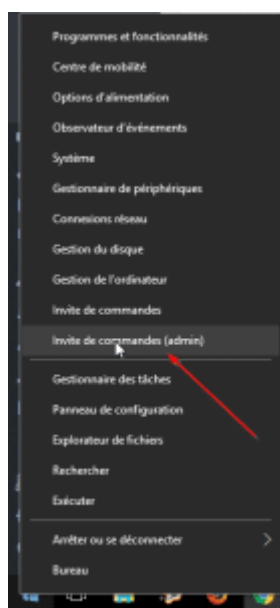 Programmes et fonctionnalités
Centre de mobilité
Options d'alimentation
Observateur d'événements
Système
Gestionnaire de périphériques
Connexions réseau
Gestion du disque
Gestion de l'ordinateur
Invite de commandes
Invite de commandes (admin)
Gestionnaire des tâches
Panneau de configuration
Explorateur de fichiers
Rechercher
Exécuter
Arrêter ou se déconnecter
Bureau